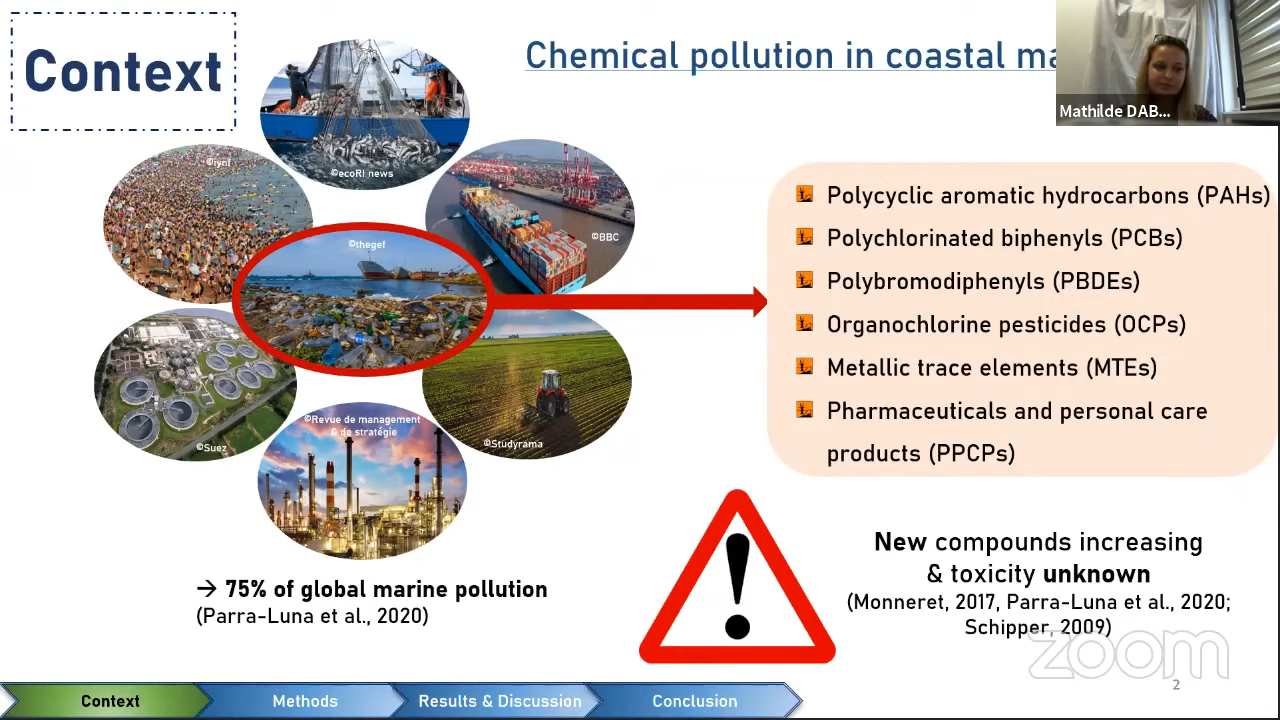 Context
Chemical pollution in coastal
Mathilde DAB...
©iynf
©ecoRI news
©BBC
©thegef
©Suez
©Studyrama
©Revue de management
& de stratégie
Polycyclic aromatic hydrocarbons (PAHs)
Polychlorinated biphenyls (PCBs)
Polybromodiphenyls (PBDEs)
Organochlorine pesticides (OCPs)
Metallic trace elements (MTEs)
Pharmaceuticals and personal care
products (PPCPs)
→ 75% of global marine pollution
(Parra-Luna et al., 2020)
!
New compounds increasing
& toxicity unknown
(Monneret, 2017, Parra-Luna et al., 2020;
Schipper, 2009)
zoom
2
Context
Methods
Results & Discussion
Conclusion